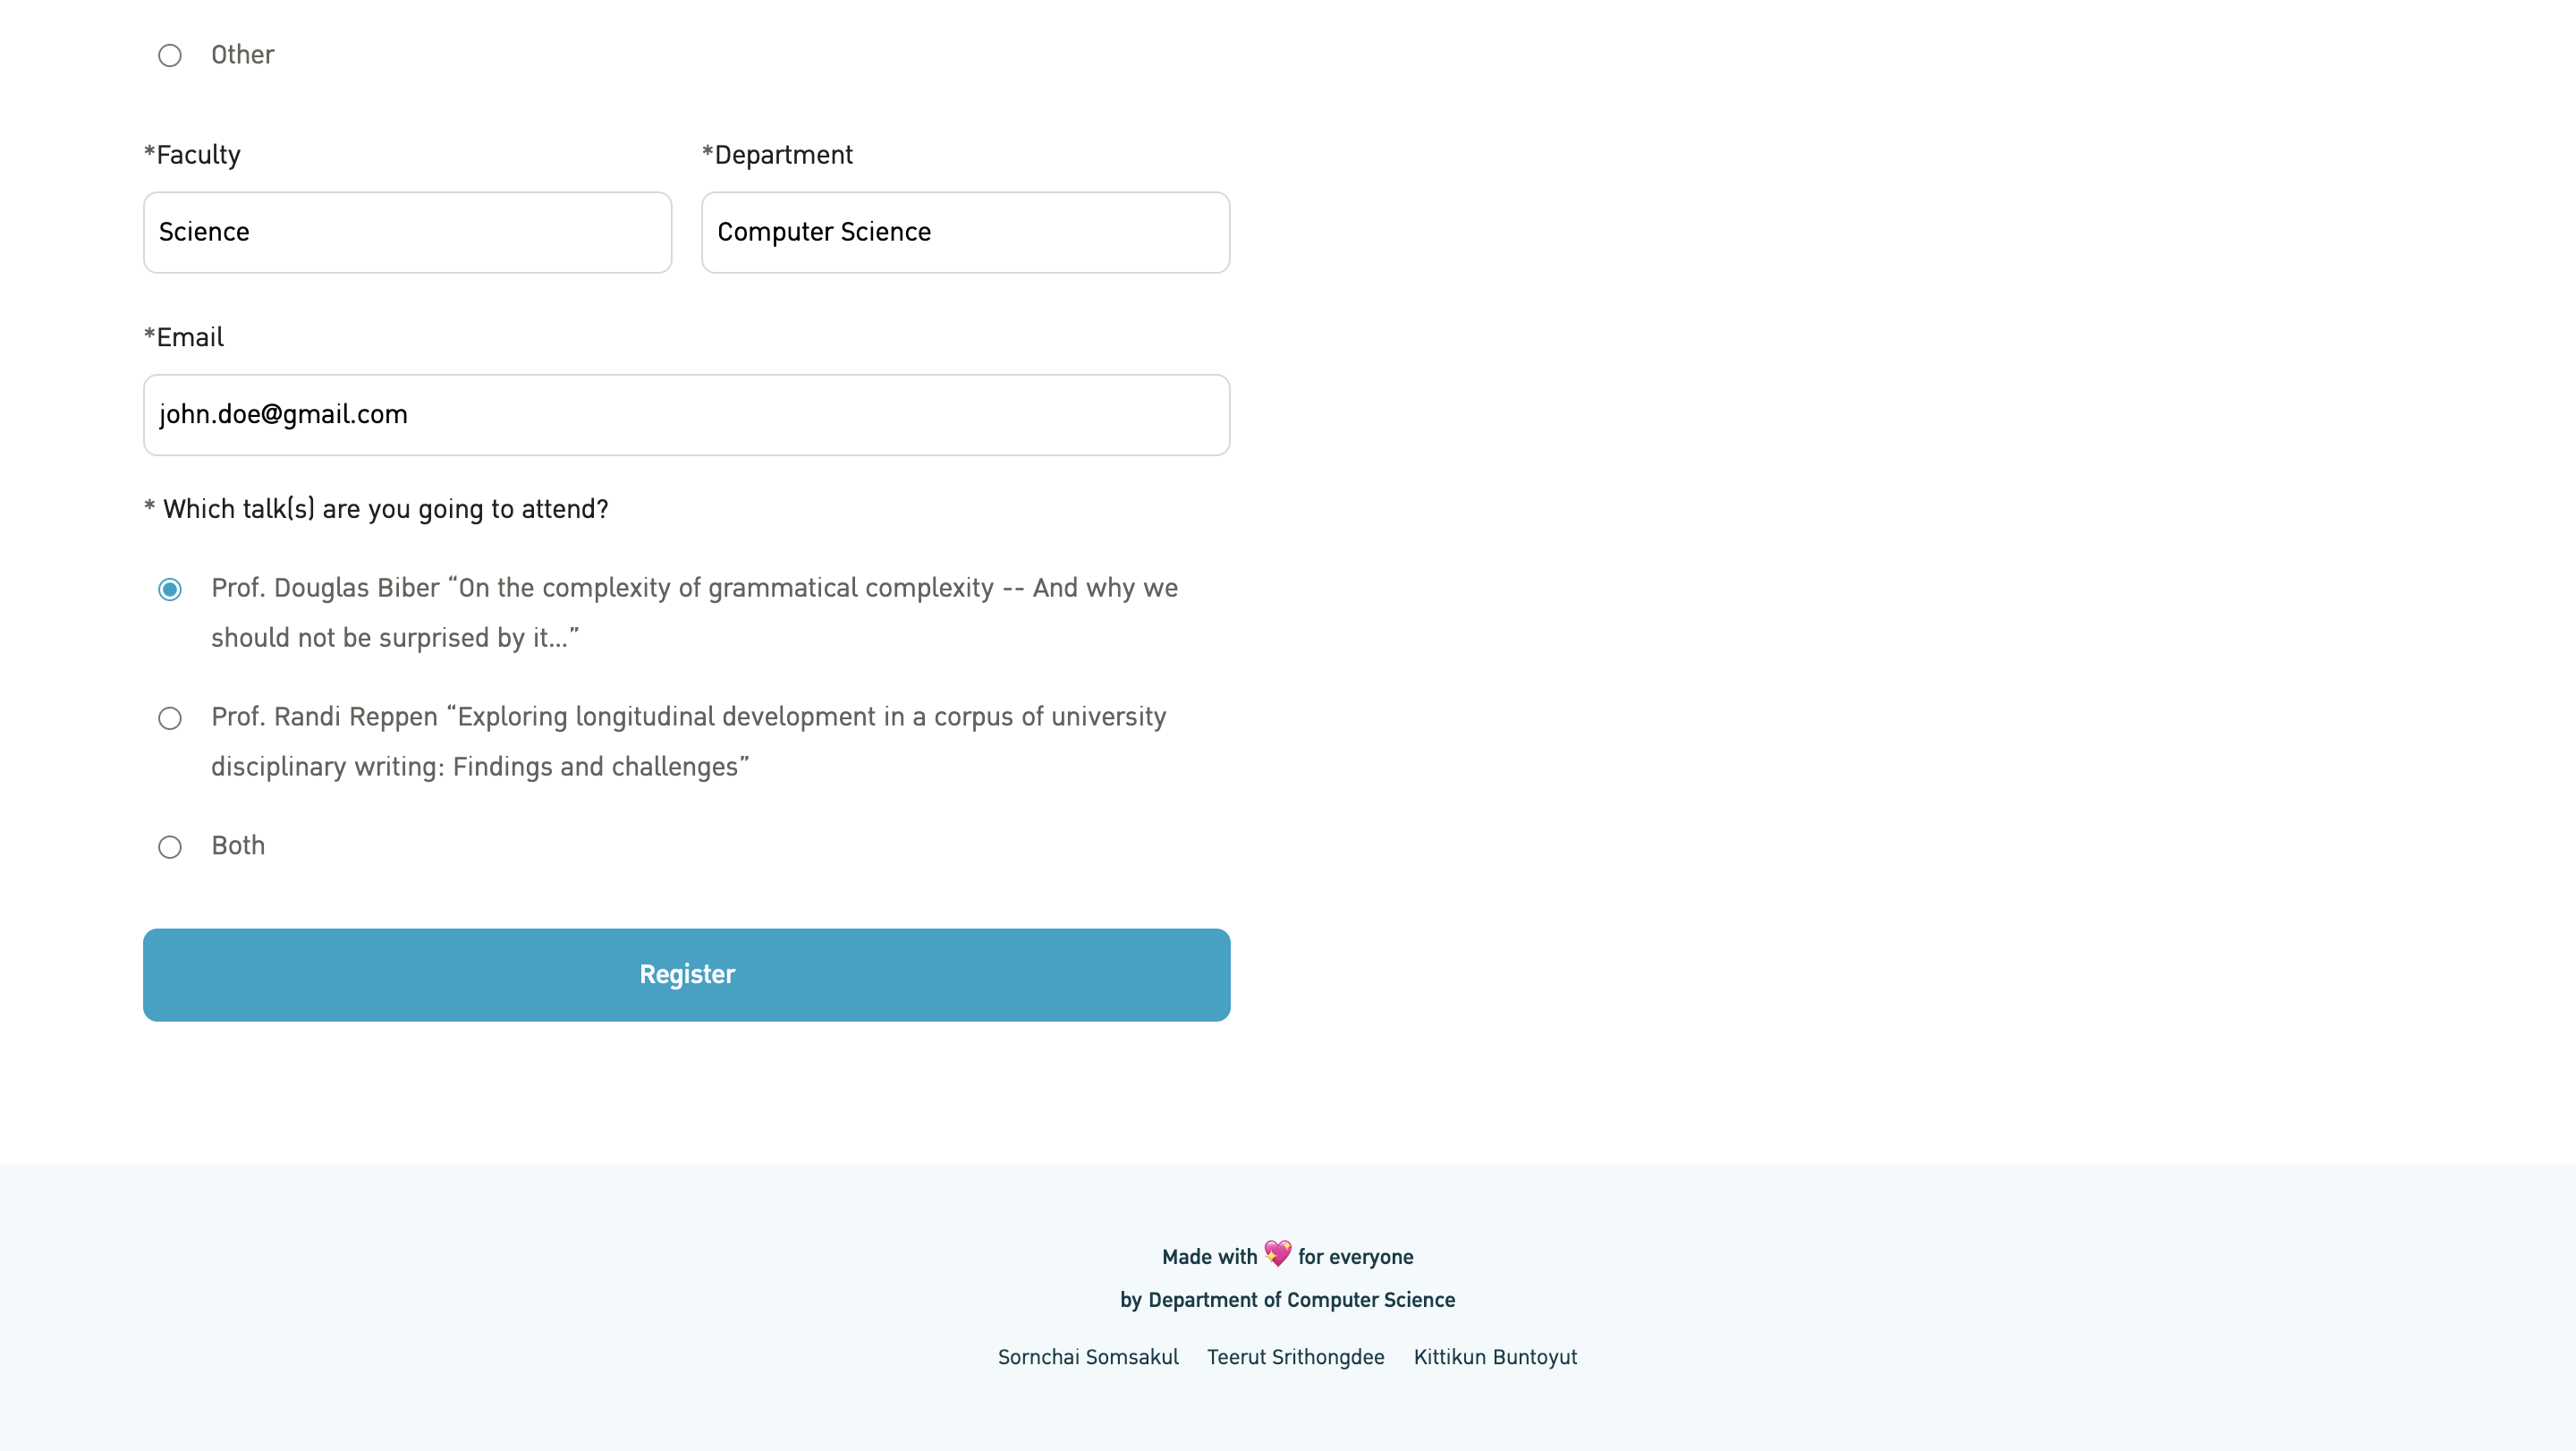 Other
*Faculty
*Department
Science
Computer Science
*Email
john.doe@gmail.com
* Which talk(s) are you going to attend?
Prof. Douglas Biber “On the complexity of grammatical complexity -- And why we
should not be surprised by it...”
Prof. Randi Reppen “Exploring longitudinal development in a corpus of university
disciplinary writing: Findings and challenges”
Both
Register
Made with 💖 for everyone
by Department of Computer Science
Sornchai Somsakul Teerut Srithongdee Kittikun Buntoyut